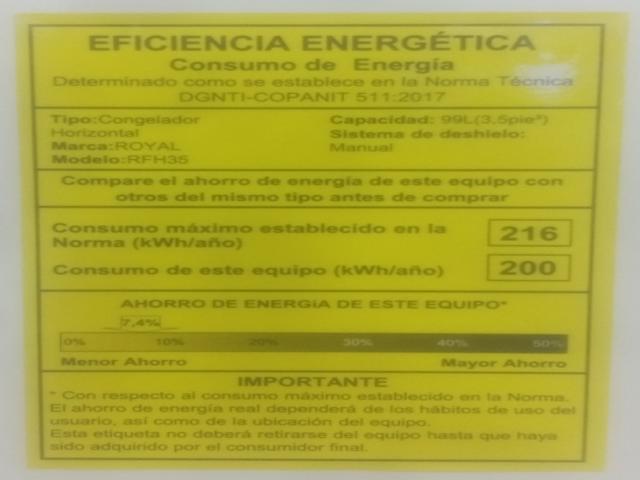 EFICIENCIA ENERGÉTICA
Consumo de Energía
Determinado como se establece en la Norma Técnica
DGNTI-COPANIT 511:2017
Tipo:Congelador
Horizontal
Marca:ROYAL
Modelo:RFH35
Capacidad: 99L(3,5pie³)
Sistema de deshielo:
Manual
Compare el ahorro de energía de este equipo con
otros del mismo tipo antes de comprar
Consumo máximo establecido en la
Norma (kWh/año)
216
Consumo de este equipo (kWh/año)
200
AHORRO DE ENERGíA DE ESTE EQUIPO*
7,4%
0% 10% 20% 30% 40% 50%
Menor Ahorro Mayor Ahorro
IMPORTANTE
* Con respecto al consumo máximo establecido en la Norma.
El ahorro de energía real dependerá de los hábitos de uso del
usuario, así como de la ubicación del equipo.
Esta etiqueta no deberá retirarse del equipo hasta que haya
sido adquirido por el consumidor final.